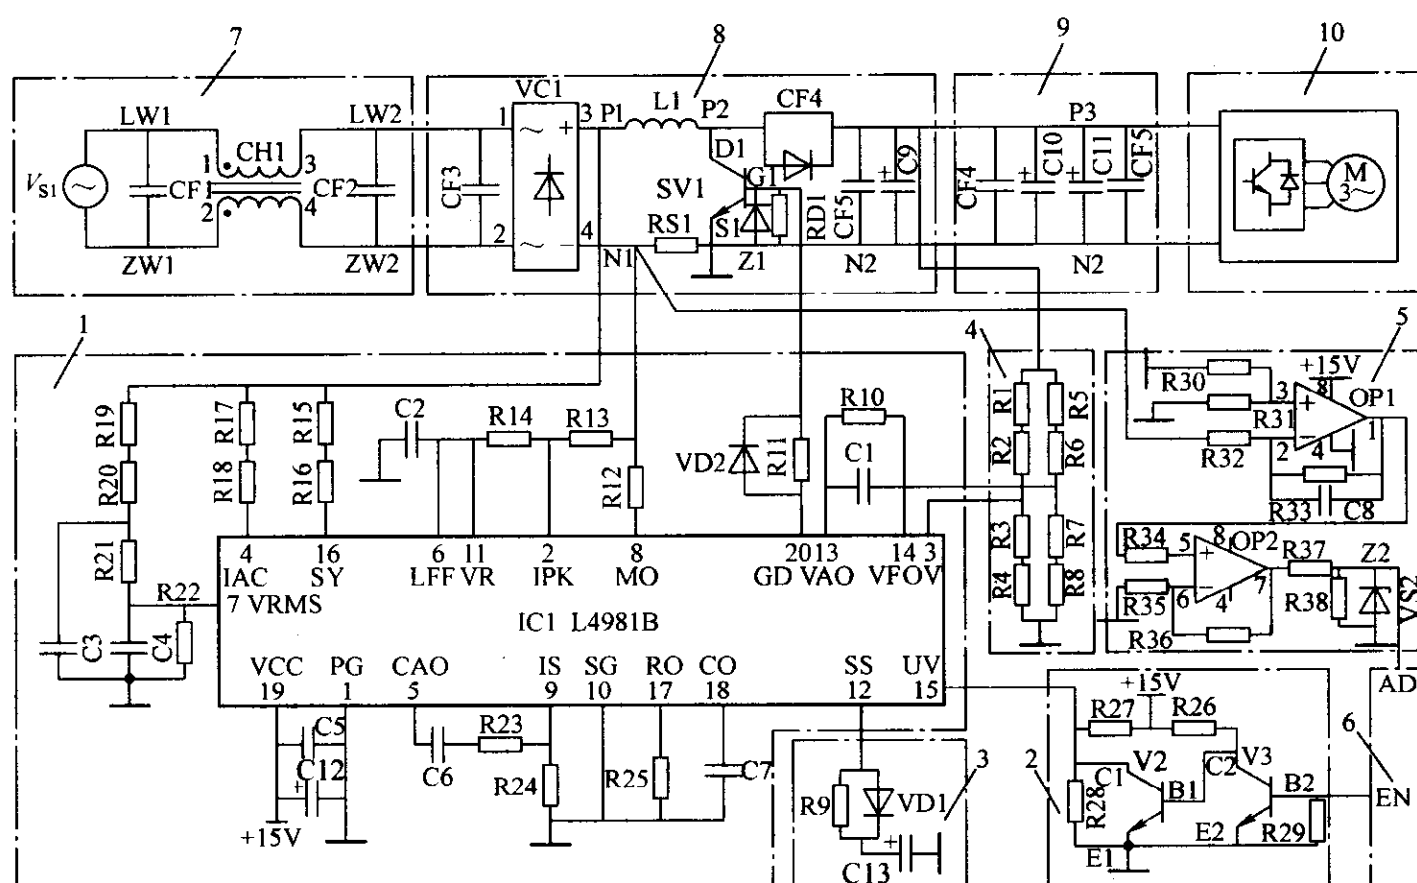 7
8
9
10
LW1
LW2
VC1
P1
L1
P2
CF4
P3
1
3
+
D1
VS1
1
CH1
3
CF1
CF2
2
4
CF3
SV1
G1
S1
RS1
RD1
CF5
C9
CF4
C10
C11
CF5
M
3~
2
4
−
ZW1
ZW2
N1
Z1
N2
N2
1
4
5
R19
R17
R15
C2
R14
R13
R10
R1
R5
R30
+15V
8
OP1
3
+
R31
1
R20
R18
R16
R12
VD2
R11
C1
R2
R6
R32
2
−
4
R33
C8
R21
4
16
6
11
2
8
20
13
14
3
R3
R7
R34
5
+
8
OP2
R37
Z2
IAC
SY
LFF
VR
IPK
MO
GD
VAO
VF
OV
R22
7 VRMS
R4
R8
R35
6
−
4
7
R38
VS2
IC1 L4981B
R36
C3
C4
VCC
PG
CAO
IS
SG
RO
CO
SS
UV
19
1
5
9
10
17
18
12
15
AD
+15V
C5
R23
R27
R26
6
C12
+
C6
R24
R25
C7
3
2
C1
V2
C2
V3
R9
VD1
R28
B1
B2
EN
+15V
+
C13
E1
E2
R29